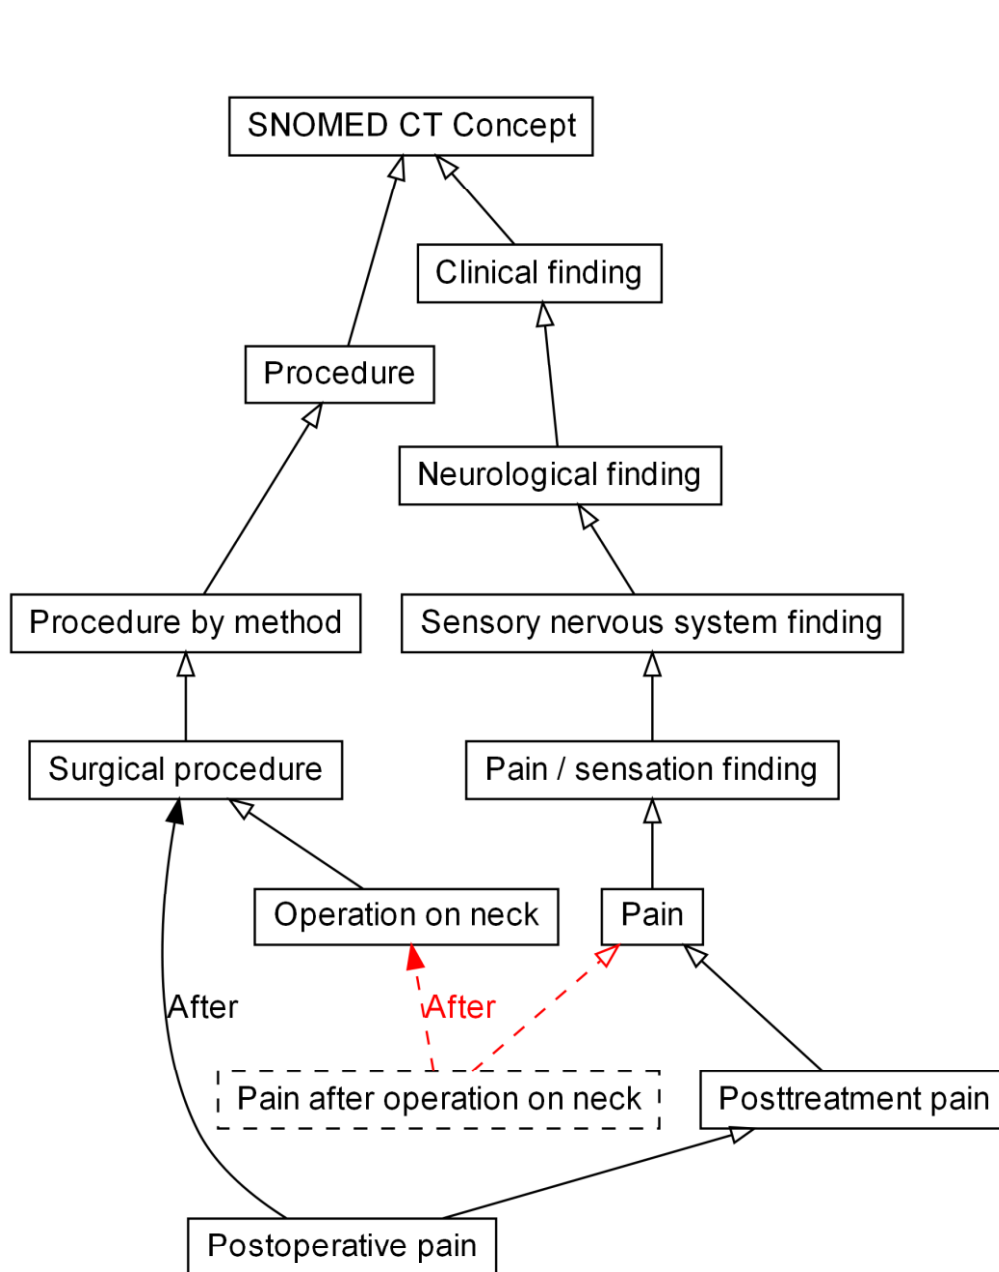 SNOMED CT Concept
Clinical finding
Procedure
Neurological finding
Procedure by method
Sensory nervous system finding
Surgical procedure
Pain / sensation finding
Operation on neck
Pain
After
After
Pain after operation on neck
Posttreatment pain
Postoperative pain